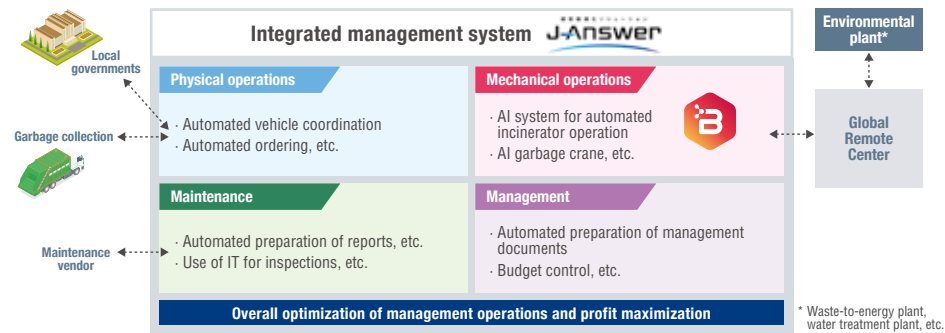 Integrated management system
J-Answer
Environmental
plant*
Local
governments
Physical operations
· Automated vehicle coordination
· Automated ordering, etc.
Mechanical operations
· AI system for automated
incinerator operation
· AI garbage crane, etc.
B
Garbage collection
Global
Remote
Center
Maintenance
· Automated preparation of reports, etc.
· Use of IT for inspections, etc.
Management
· Automated preparation of management
documents
· Budget control, etc.
Maintenance
vendor
Overall optimization of management operations and profit maximization
* Waste-to-energy plant,
water treatment plant, etc.